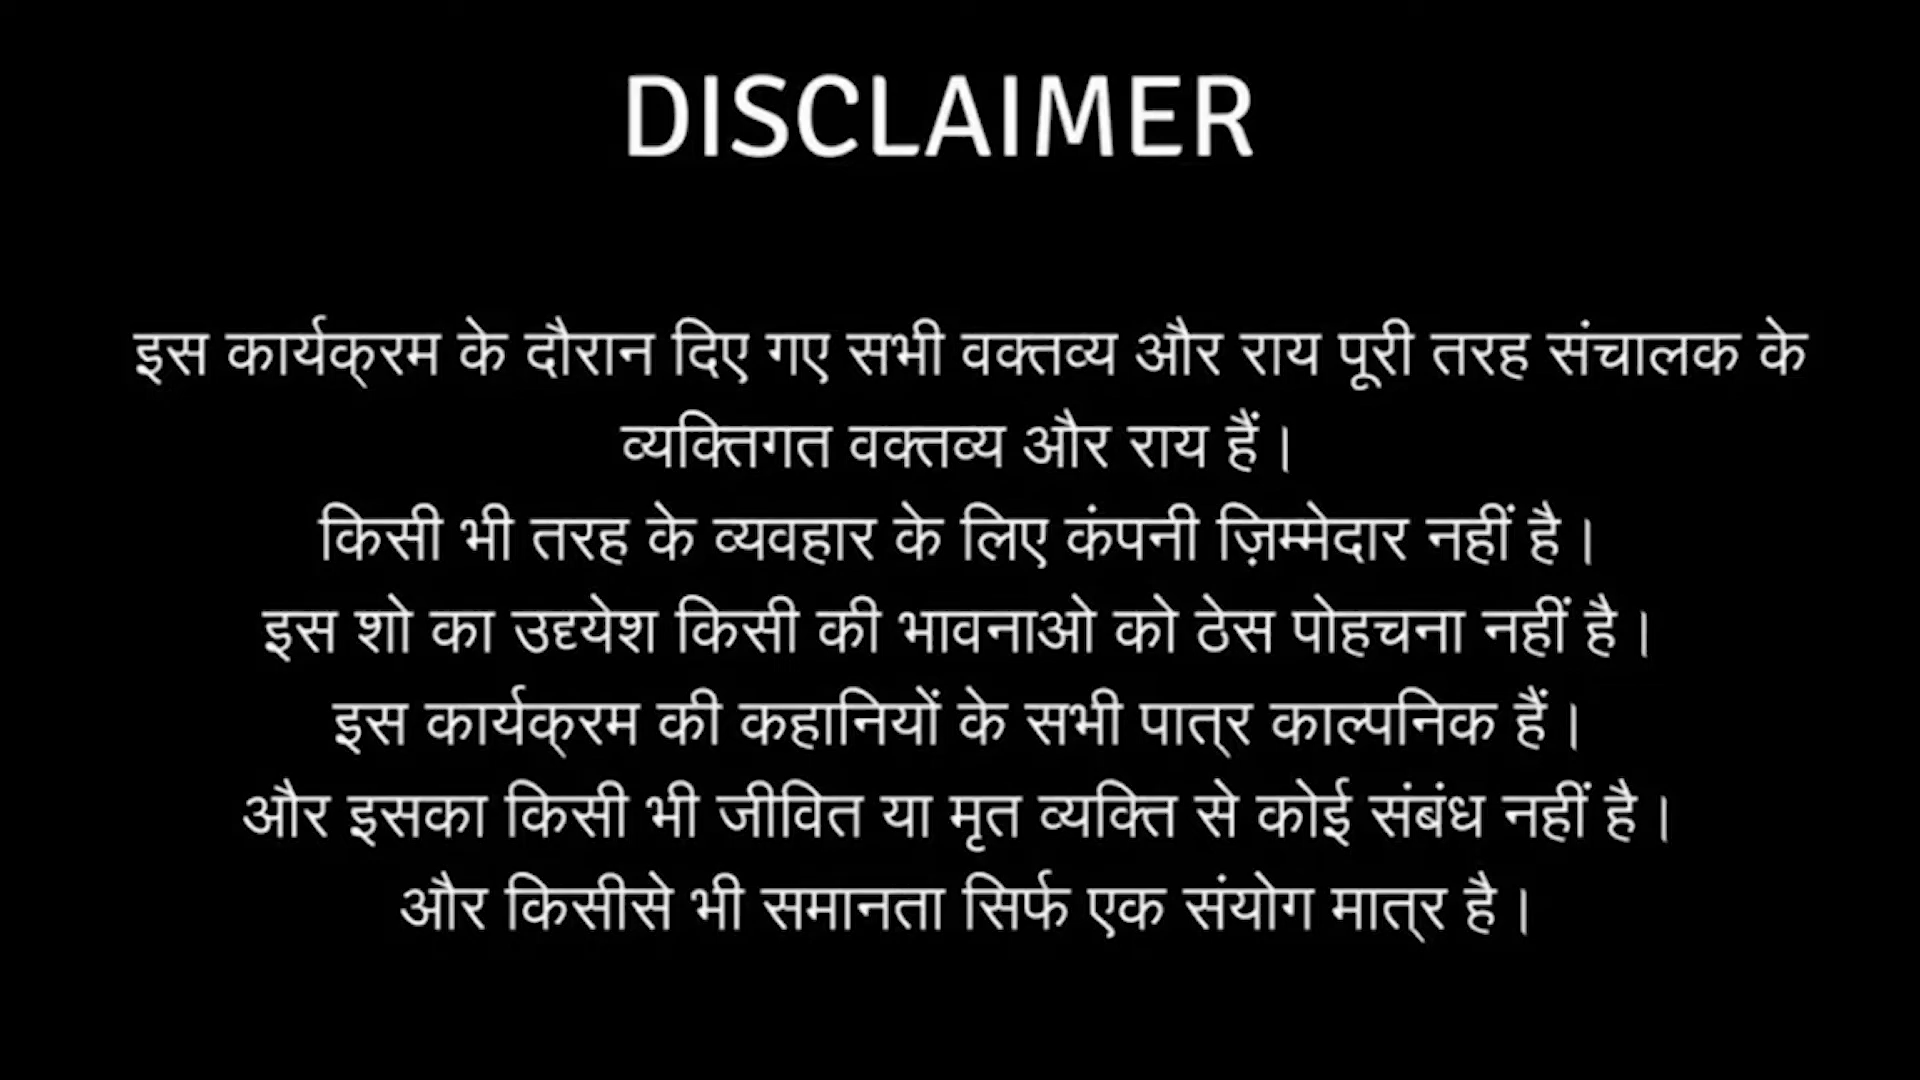 DISCLAIMER
इस कार्यक्रम के दौरान दिए गए सभी वक्तव्य और राय पूरी तरह संचालक के
व्यक्तिगत वक्तव्य और राय हैं।
किसी भी तरह के व्यवहार के लिए कंपनी ज़िम्मेदार नहीं है।
इस शो का उद्द्येश किसी की भावनाओ को ठेस पोहचना नहीं है।
इस कार्यक्रम की कहानियों के सभी पात्र काल्पनिक हैं।
और इसका किसी भी जीवित या मृत व्यक्ति से कोई संबंध नहीं है।
और किसीसे भी समानता सिर्फ एक संयोग मात्र है।